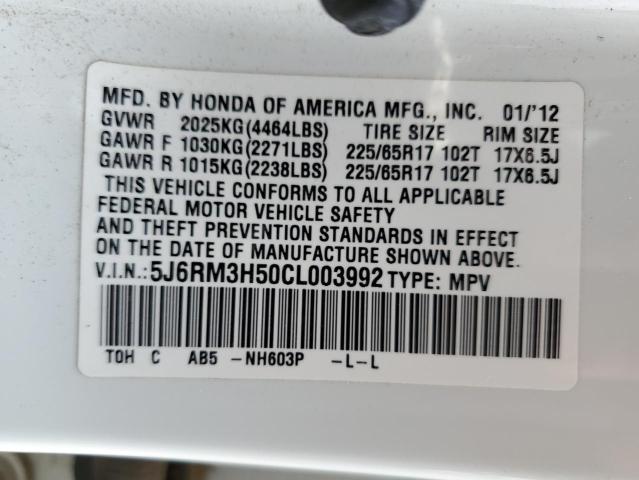 MFD. BY HONDA OF AMERICA MFG., INC. 01/'12
GVWR 2025KG(4464LBS) TIRE SIZE RIM SIZE
GAWR F 1030KG(2271LBS) 225/65R17 102T 17X6.5J
GAWR R 1015KG(2238LBS) 225/65R17 102T 17X6.5J
THIS VEHICLE CONFORMS TO ALL APPLICABLE
FEDERAL MOTOR VEHICLE SAFETY
AND THEFT PREVENTION STANDARDS IN EFFECT
ON THE DATE OF MANUFACTURE SHOWN ABOVE.
V.I.N.:5J6RM3H50CL003992 TYPE: MPV
TOH C AB5 -NH603P -L-L